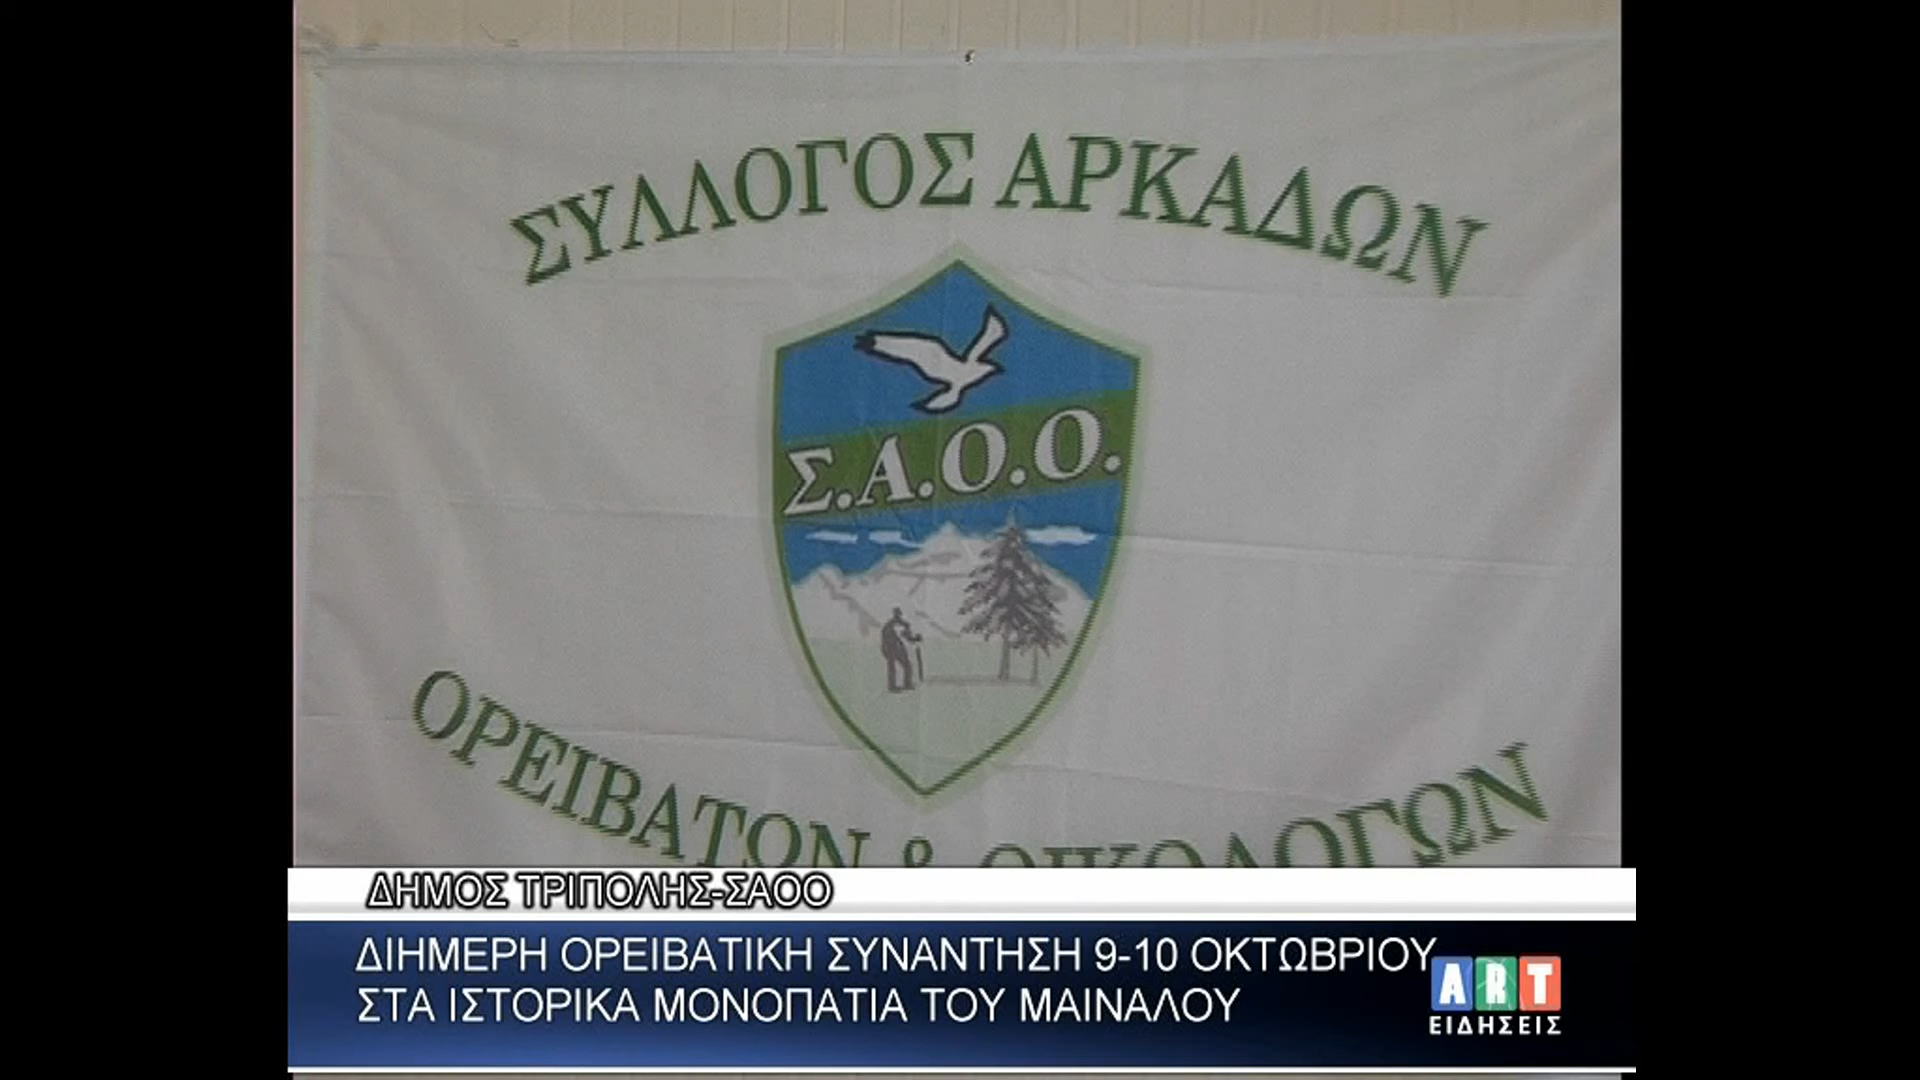 ΣΥΛΛΟΓΟΣ ΑΡΚΑΔΩΝ
Σ.Α.Ο.Ο.
ΟΡΕΙΒΑΤΩΝ & ΟΙΚΟΛΟΓΩΝ
ΔΗΜΟΣ ΤΡΙΠΟΛΗΣ-ΣΑΟΟ
ΔΙΗΜΕΡΗ ΟΡΕΙΒΑΤΙΚΗ ΣΥΝΑΝΤΗΣΗ 9-10 ΟΚΤΩΒΡΙΟΥ
ΣΤΑ ΙΣΤΟΡΙΚΑ ΜΟΝΟΠΑΤΙΑ ΤΟΥ ΜΑΙΝΑΛΟΥ
ART
ΕΙΔΗΣΕΙΣ